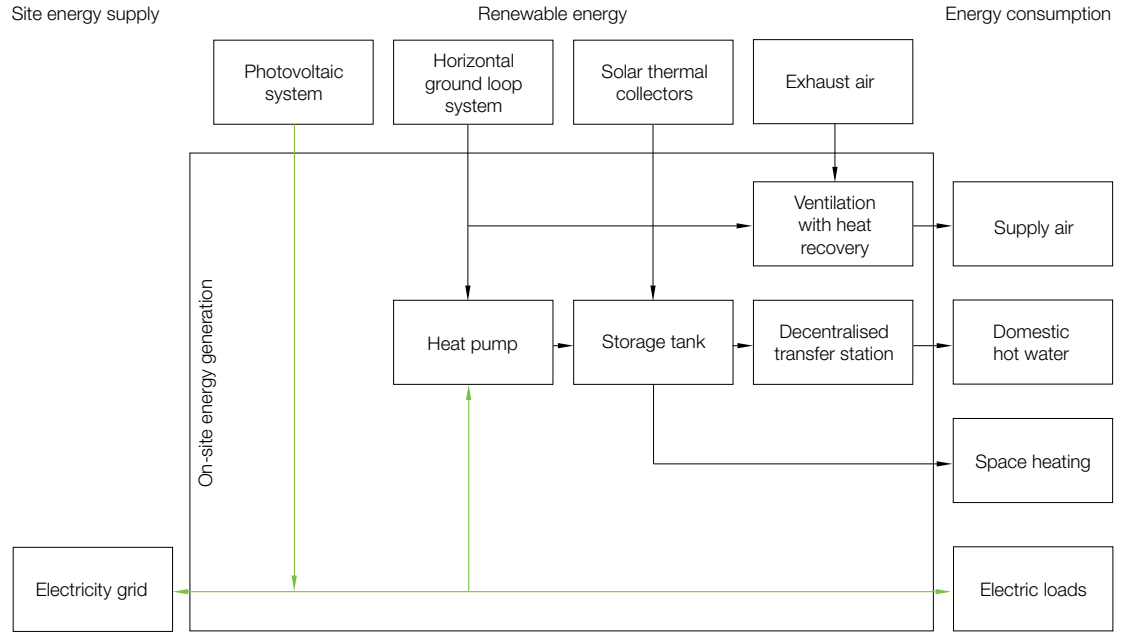 Site energy supply
Renewable energy
Energy consumption
Photovoltaic
system
Horizontal
ground loop
system
Solar thermal
collectors
Exhaust air
Ventilation
with heat
recovery
Supply air
On-site energy generation
Heat pump
Storage tank
Decentralised
transfer station
Domestic
hot water
Space heating
Electricity grid
Electric loads